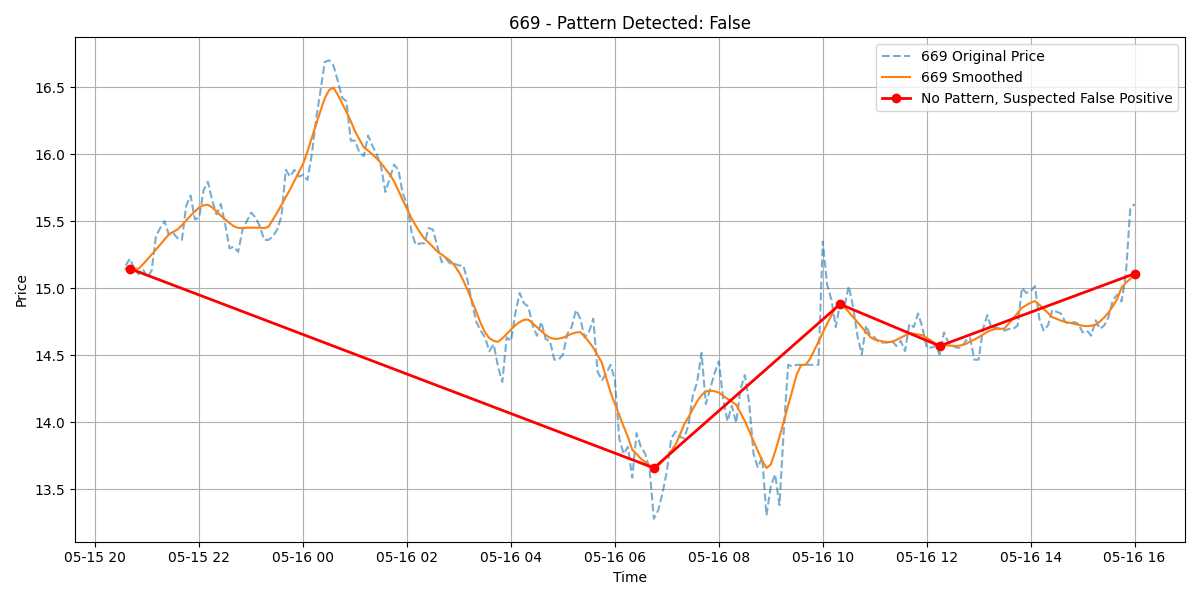 669 - Pattern Detected: False
669 Original Price
669 Smoothed
No Pattern, Suspected False Positive
Price
16.5
16.0
15.5
15.0
14.5
14.0
13.5
05-15 20 05-15 22 05-16 00 05-16 02 05-16 04 05-16 06 05-16 08 05-16 10 05-16 12 05-16 14 05-16 16
Time